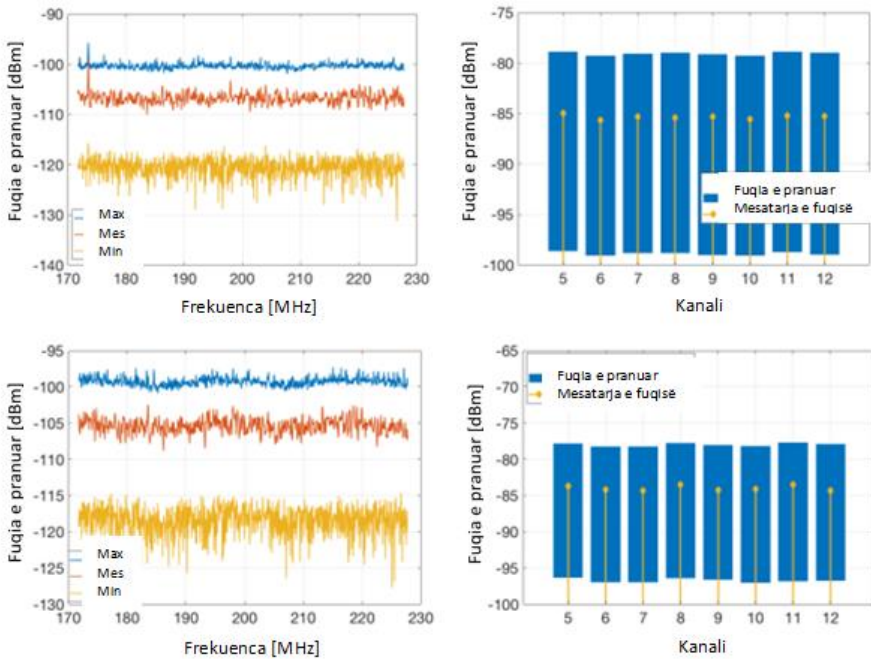 Fuqia e pranuar [dBm]
-90
-100
-110
-120
-130
-140
Max
Mes
Min
170 180 190 200 210 220 230
Frekuenca [MHz]
Fuqia e pranuar [dBm]
-75
-80
-85
-90
-95
-100
Fuqia e pranuar
Mesatarja e fuqisë
5 6 7 8 9 10 11 12
Kanali
Fuqia e pranuar [dBm]
-95
-100
-105
-110
-115
-120
-125
-130
Max
Mes
Min
170 180 190 200 210 220 230
Frekuenca [MHz]
Fuqia e pranuar [dBm]
-65
-70
-75
-80
-85
-90
-95
-100
Fuqia e pranuar
Mesatarja e fuqisë
5 6 7 8 9 10 11 12
Kanali